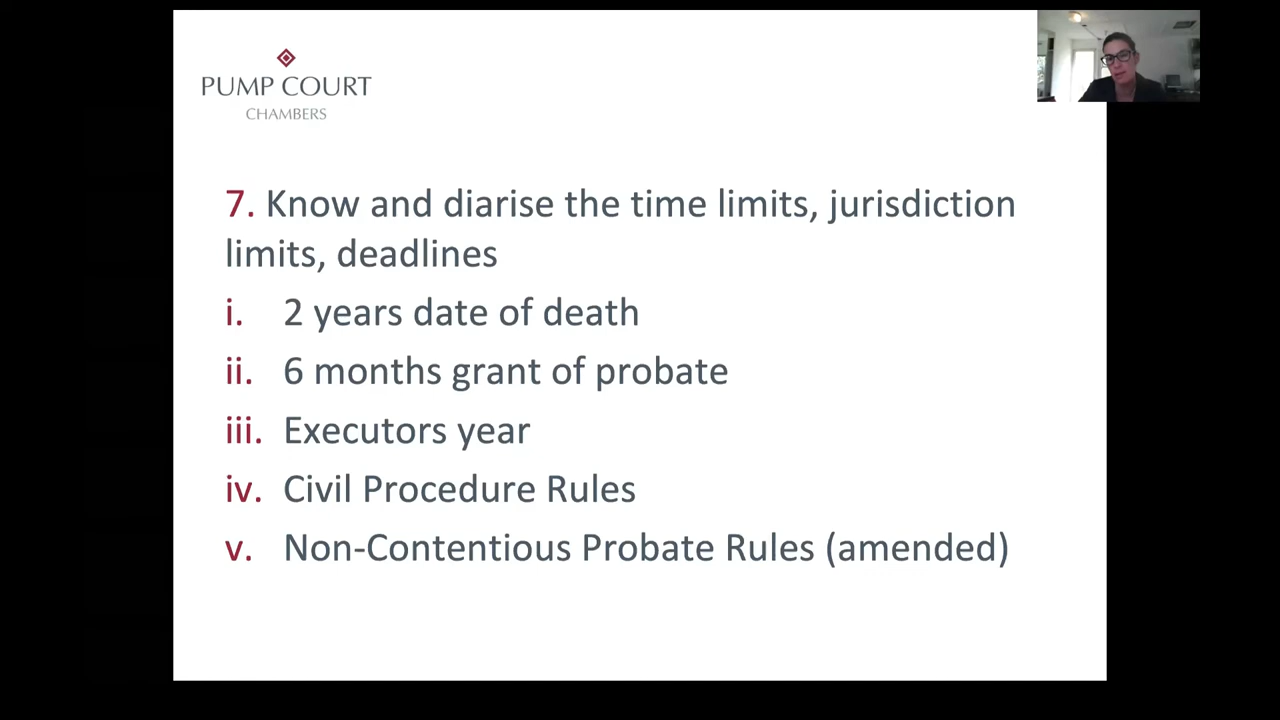 PUMP COURT
CHAMBERS
7. Know and diarise the time limits, jurisdiction
limits, deadlines
i. 2 years date of death
ii. 6 months grant of probate
iii. Executors year
iv. Civil Procedure Rules
v. Non-Contentious Probate Rules (amended)